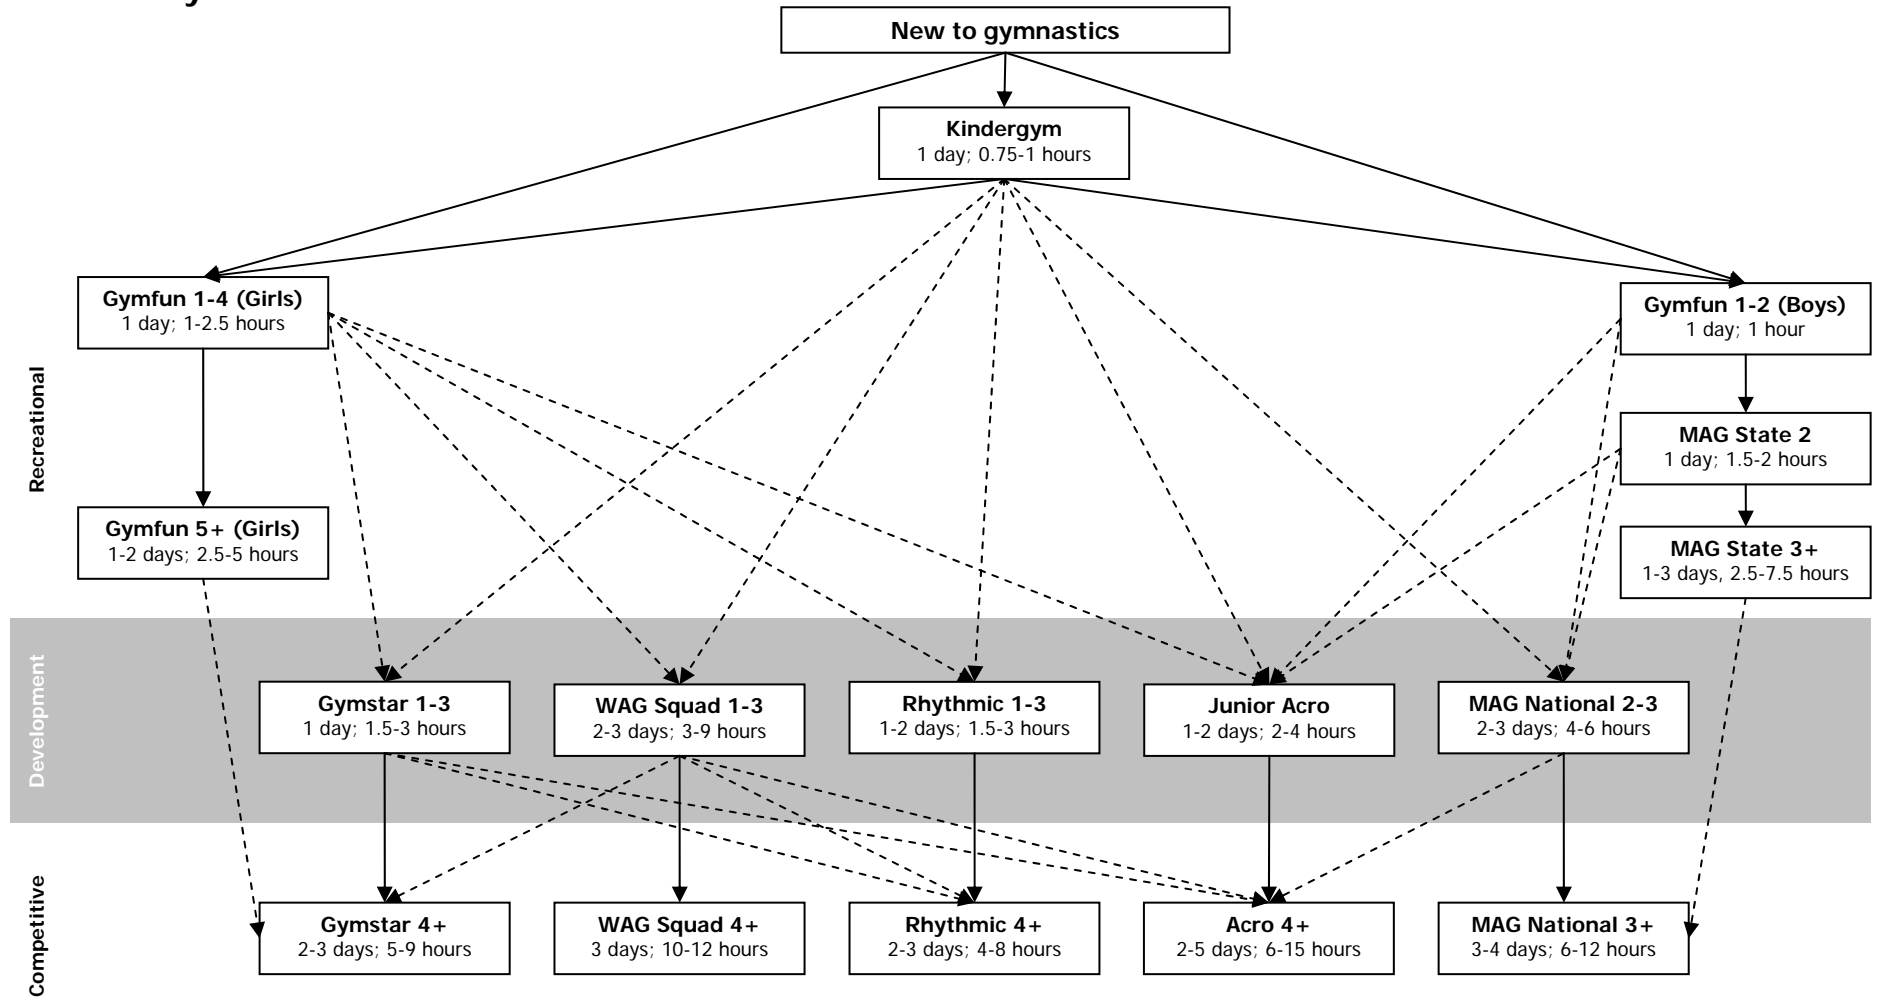 New to gymnastics
Kindergym
1 day; 0.75-1 hours
Gymfun 1-4 (Girls)
1 day; 1-2.5 hours
Gymfun 1-2 (Boys)
1 day; 1 hour
Recreational
MAG State 2
1 day; 1.5-2 hours
Gymfun 5+ (Girls)
1-2 days; 2.5-5 hours
MAG State 3+
1-3 days, 2.5-7.5 hours
Development
Gymstar 1-3
1 day; 1.5-3 hours
WAG Squad 1-3
2-3 days; 3-9 hours
Rhythmic 1-3
1-2 days; 1.5-3 hours
Junior Acro
1-2 days; 2-4 hours
MAG National 2-3
2-3 days; 4-6 hours
Competitive
Gymstar 4+
2-3 days; 5-9 hours
WAG Squad 4+
3 days; 10-12 hours
Rhythmic 4+
2-3 days; 4-8 hours
Acro 4+
2-5 days; 6-15 hours
MAG National 3+
3-4 days; 6-12 hours